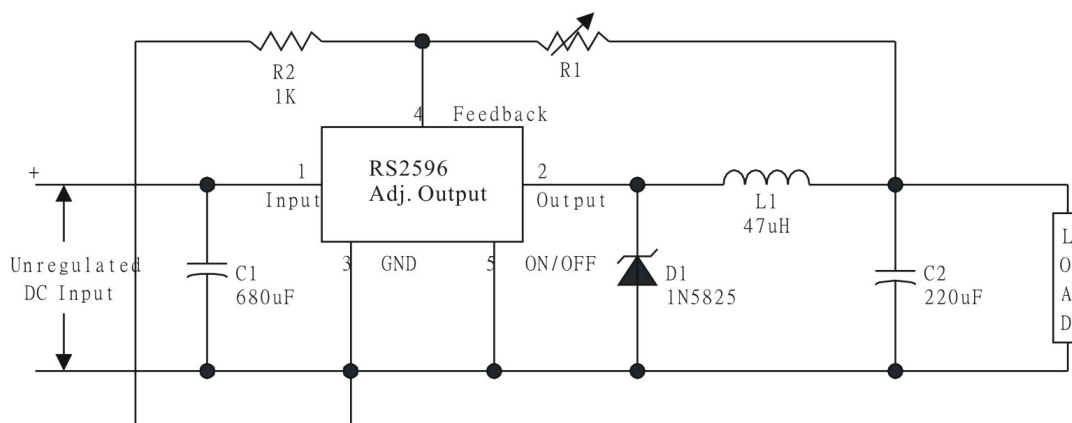 R2
1K
R1
4 Feedback
+
1
Input
RS2596
Adj. Output
2
Output
L1
47uH
Unregulated
DC Input
C1
680uF
3 GND
5 ON/OFF
D1
1N5825
C2
220uF
LOAD